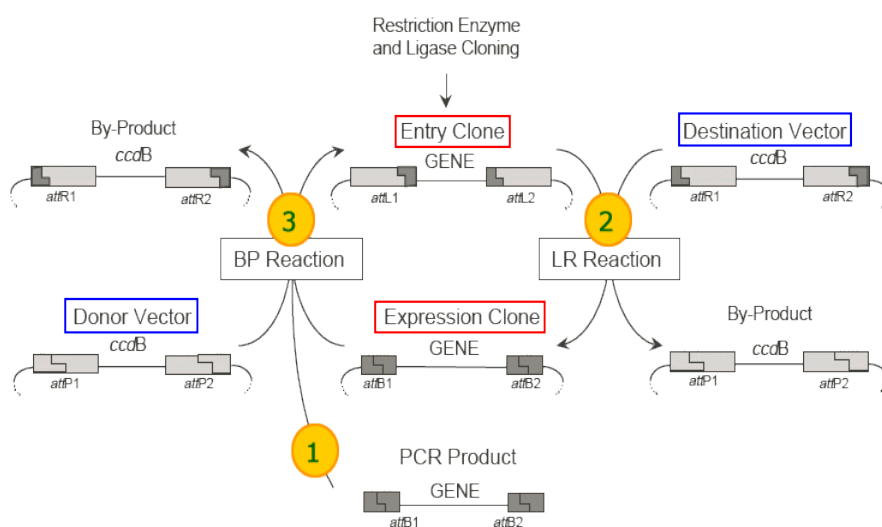 Restriction Enzyme
and Ligase Cloning
By-Product
ccdB
attR1
attR2
Entry Clone
GENE
attL1
attL2
Destination Vector
ccdB
attR1
attR2
3
2
BP Reaction
LR Reaction
Donor Vector
ccdB
attP1
attP2
Expression Clone
GENE
attB1
attB2
By-Product
ccdB
attP1
attP2
1
PCR Product
GENE
attB1
attB2